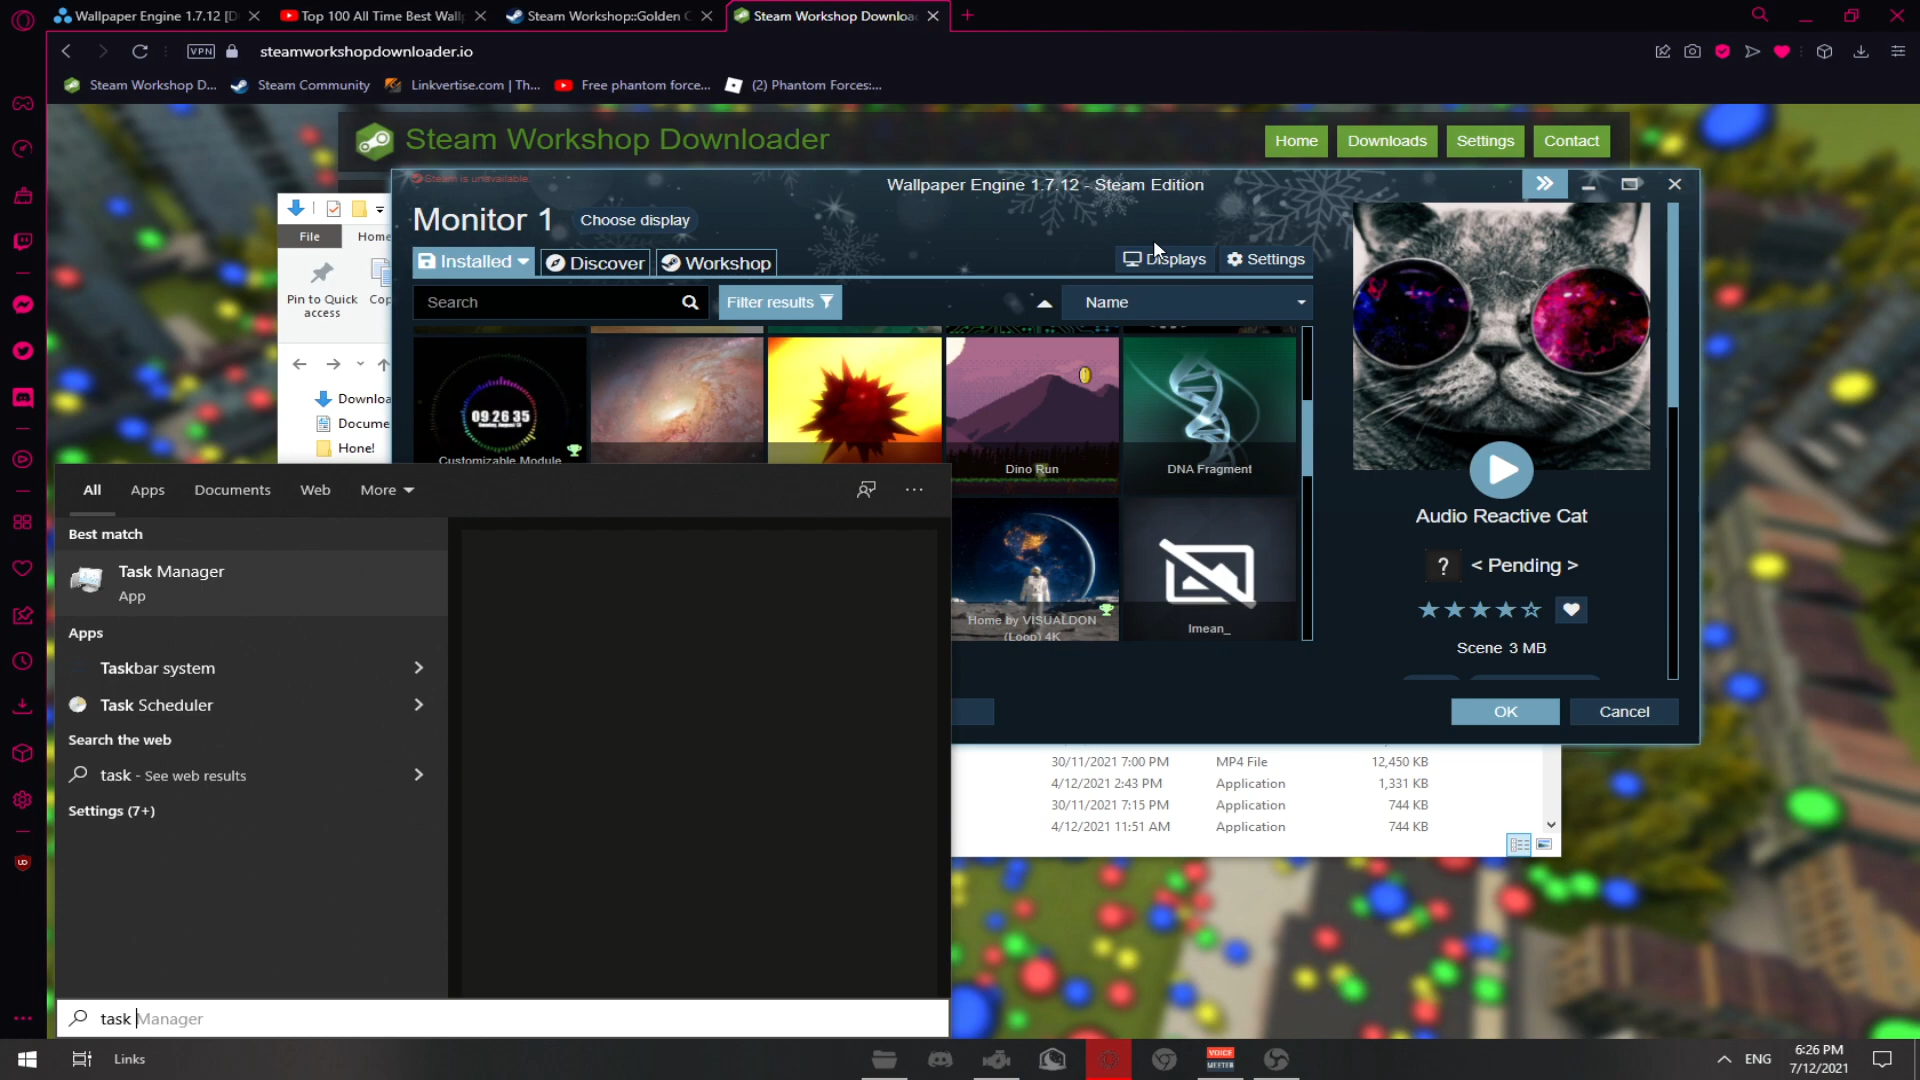 Wallpaper Engine 1.7.12 [D
Top 100 All Time Best Wallp
Steam Workshop::Golden C
Steam Workshop Downloa
VPN
steamworkshopdownloader.io
Steam Workshop D...
Steam Community
Linkvertise.com | Th...
Free phantom force...
(2) Phantom Forces:...
Steam Workshop Downloader
Home
Downloads
Settings
Contact
Steam is unavailable.
Wallpaper Engine 1.7.12 - Steam Edition
Monitor 1
Choose display
File
Home
Installed
Discover
Workshop
Displays
Settings
Pin to Quick
access
Cop
Search
Filter results
Name
09 26 35
Customizable Module
Dino Run
DNA Fragment
Downloa
Docume
Hone!
Audio Reactive Cat
? < Pending >
Scene 3 MB
Home by VISUALDON
(Loop) 4K
Imean_
OK
Cancel
All
Apps
Documents
Web
More
Best match
Task Manager
App
Apps
Taskbar system
Task Scheduler
Search the web
task - See web results
Settings (7+)
30/11/2021 7:00 PM MP4 File 12,450 KB
4/12/2021 2:43 PM Application 1,331 KB
30/11/2021 7:15 PM Application 744 KB
4/12/2021 11:51 AM Application 744 KB
task Manager
Links
VOICE
MEETER
ENG
6:26 PM
7/12/2021